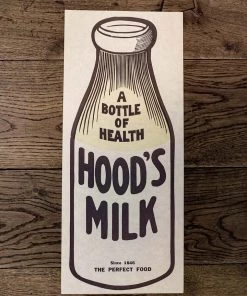 A
BOTTLE
OF
HEALTH
HOOD'S
MILK
Since 1846
THE PERFECT FOOD